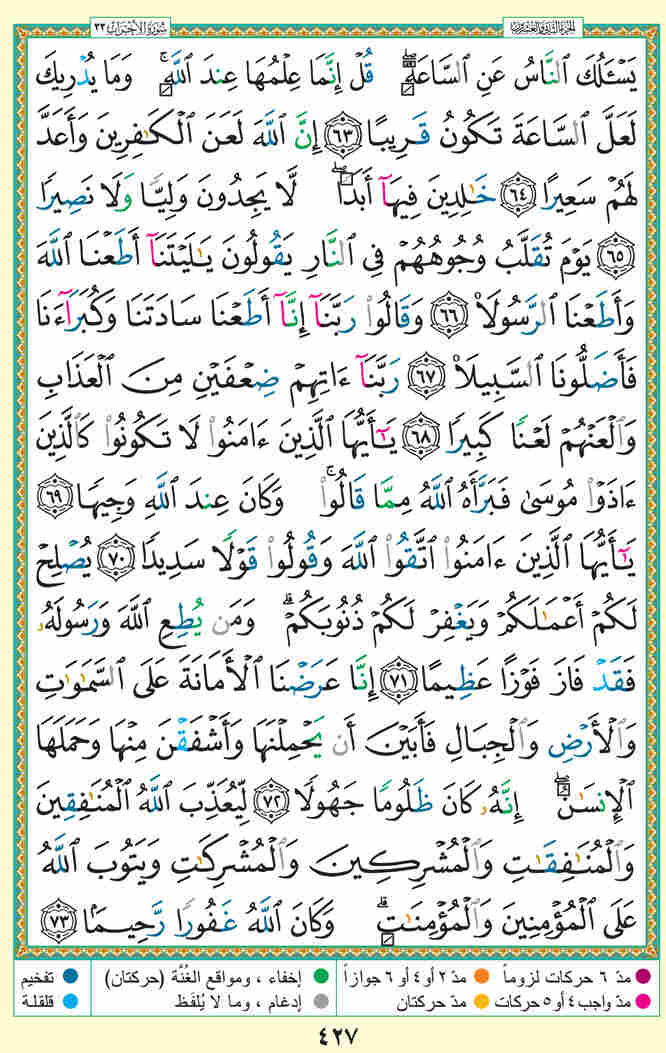 الجزء الثاني والعشرون
سورة الأحزاب ٣٣
يَسْـَٔلُكَ ٱلنَّاسُ عَنِ ٱلسَّاعَةِۖ قُلْ إِنَّمَا عِلْمُهَا عِندَ ٱللَّهِۚ وَمَا يُدْرِيكَ
لَعَلَّ ٱلسَّاعَةَ تَكُونُ قَرِيبًا ٦٣ إِنَّ ٱللَّهَ لَعَنَ ٱلْكَٰفِرِينَ وَأَعَدَّ
لَهُمْ سَعِيرًا ٦٤ خَٰلِدِينَ فِيهَآ أَبَدًاۖ لَّا يَجِدُونَ وَلِيًّا وَلَا نَصِيرًا
٦٥ يَوْمَ تُقَلَّبُ وُجُوهُهُمْ فِى ٱلنَّارِ يَقُولُونَ يَٰلَيْتَنَآ أَطَعْنَا ٱللَّهَ
وَأَطَعْنَا ٱلرَّسُولَا۠ ٦٦ وَقَالُوا۟ رَبَّنَآ إِنَّآ أَطَعْنَا سَادَتَنَا وَكُبَرَآءَنَا
فَأَضَلُّونَا ٱلسَّبِيلَا۠ ٦٧ رَبَّنَآ ءَاتِهِمْ ضِعْفَيْنِ مِنَ ٱلْعَذَابِ
وَٱلْعَنْهُمْ لَعْنًا كَبِيرًا ٦٨ يَٰٓأَيُّهَا ٱلَّذِينَ ءَامَنُوا۟ لَا تَكُونُوا۟ كَٱلَّذِينَ
ءَاذَوْا۟ مُوسَىٰ فَبَرَّأَهُ ٱللَّهُ مِمَّا قَالُوا۟ۚ وَكَانَ عِندَ ٱللَّهِ وَجِيهًا ٦٩
يَٰٓأَيُّهَا ٱلَّذِينَ ءَامَنُوا۟ ٱتَّقُوا۟ ٱللَّهَ وَقُولُوا۟ قَوْلًا سَدِيدًا ٧٠ يُصْلِحْ
لَكُمْ أَعْمَٰلَكُمْ وَيَغْفِرْ لَكُمْ ذُنُوبَكُمْۗ وَمَن يُطِعِ ٱللَّهَ وَرَسُولَهُۥ
فَقَدْ فَازَ فَوْزًا عَظِيمًا ٧١ إِنَّا عَرَضْنَا ٱلْأَمَانَةَ عَلَى ٱلسَّمَٰوَٰتِ
وَٱلْأَرْضِ وَٱلْجِبَالِ فَأَبَيْنَ أَن يَحْمِلْنَهَا وَأَشْفَقْنَ مِنْهَا وَحَمَلَهَا
ٱلْإِنسَٰنُۖ إِنَّهُۥ كَانَ ظَلُومًا جَهُولًا ٧٢ لِّيُعَذِّبَ ٱللَّهُ ٱلْمُنَٰفِقِينَ
وَٱلْمُنَٰفِقَٰتِ وَٱلْمُشْرِكِينَ وَٱلْمُشْرِكَٰتِ وَيَتُوبَ ٱللَّهُ
عَلَى ٱلْمُؤْمِنِينَ وَٱلْمُؤْمِنَٰتِۗ وَكَانَ ٱللَّهُ غَفُورًا رَّحِيمًا ٧٣
مدّ ٦ حركات لزوماً
مدّ ٢ أو ٤ أو ٦ جوازاً
إخفاء ، ومواقع الغُنَّة (حركتان)
تفخيم
مدّ واجب ٤ أو ٥ حركات
مدّ حركتان
إدغام ، وما لا يُلفَظ
قلقلة
٤٢٧